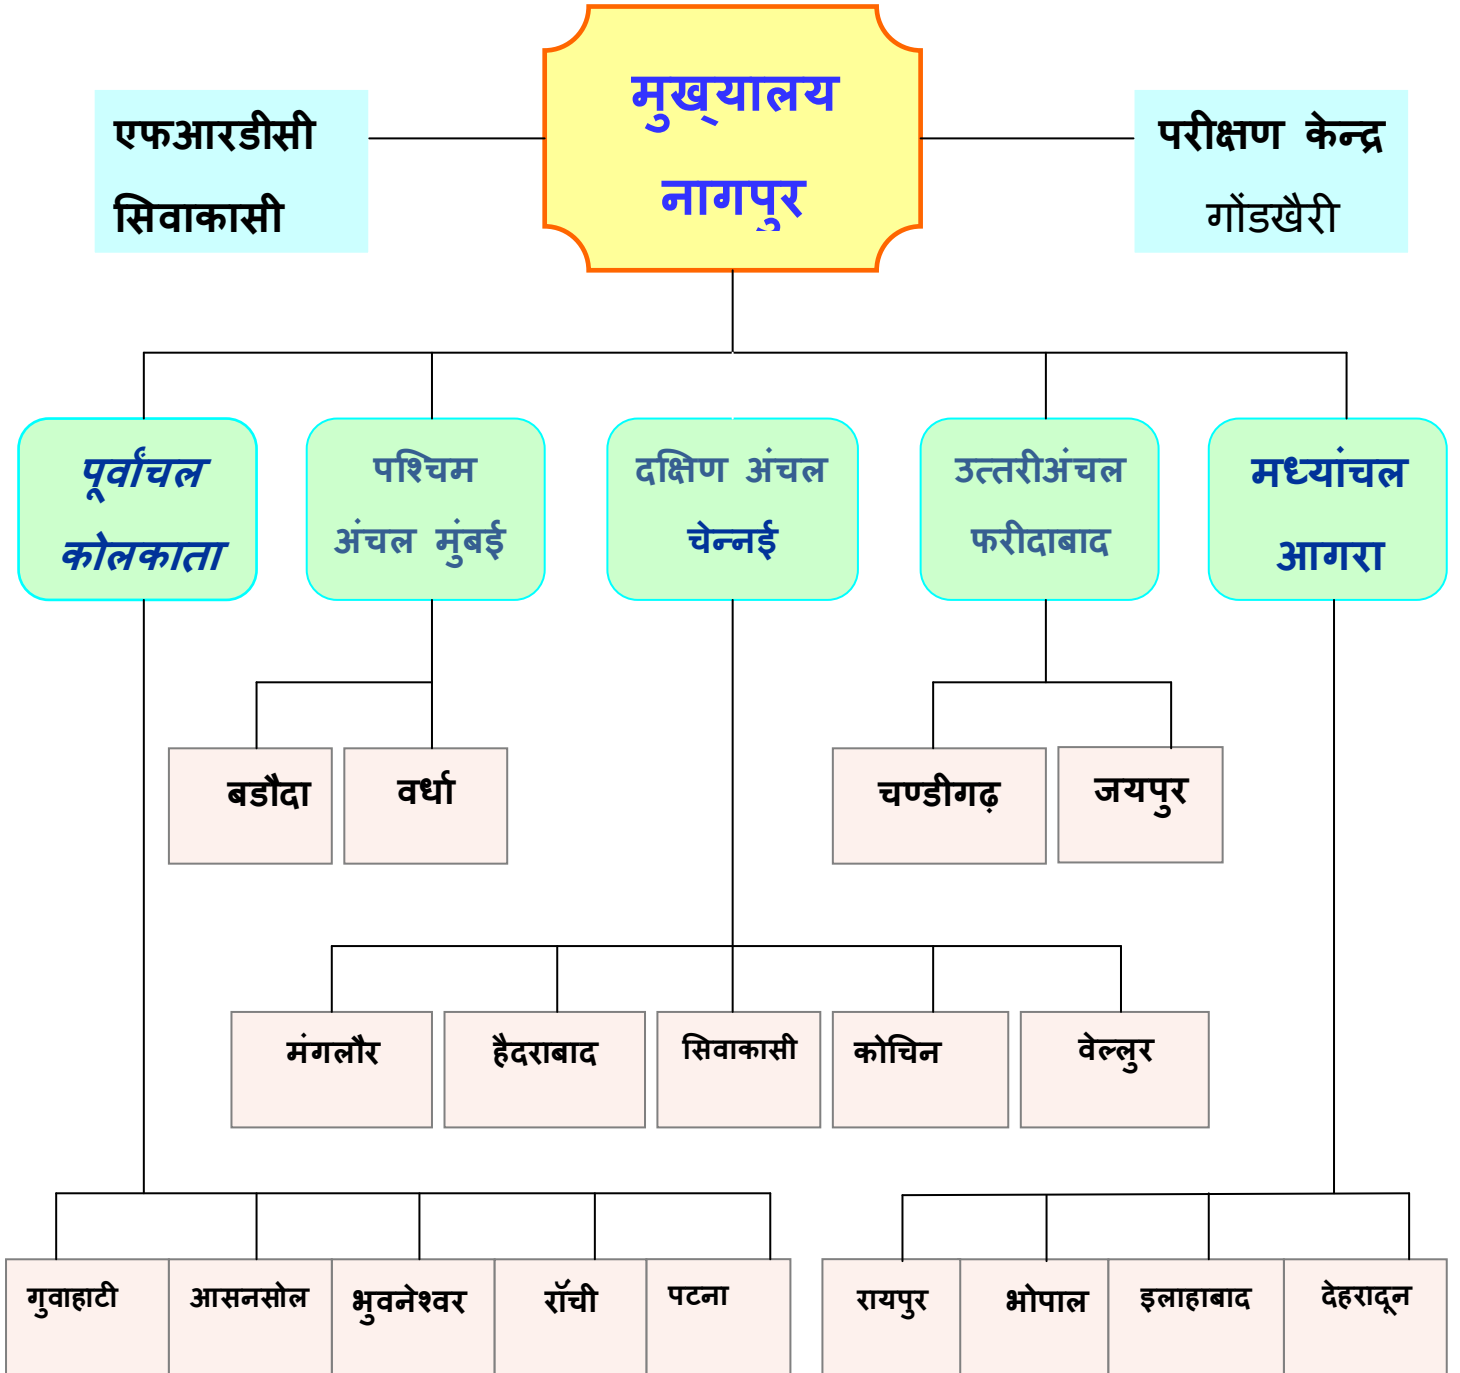 मुख्यालय
नागपुर
एफआरडीसी
सिवाकासी
परीक्षण केन्द्र
गोंडखैरी
पूर्वांचल
कोलकाता
पश्चिम
अंचल मुंबई
दक्षिण अंचल
चेन्नई
उत्तरीअंचल
फरीदाबाद
मध्यांचल
आगरा
बडौदा
वर्धा
चण्डीगढ़
जयपुर
मंगलौर
हैदराबाद
सिवाकासी
कोचिन
वेल्लुर
गुवाहाटी
आसनसोल
भुवनेश्वर
रॉची
पटना
रायपुर
भोपाल
इलाहाबाद
देहरादून